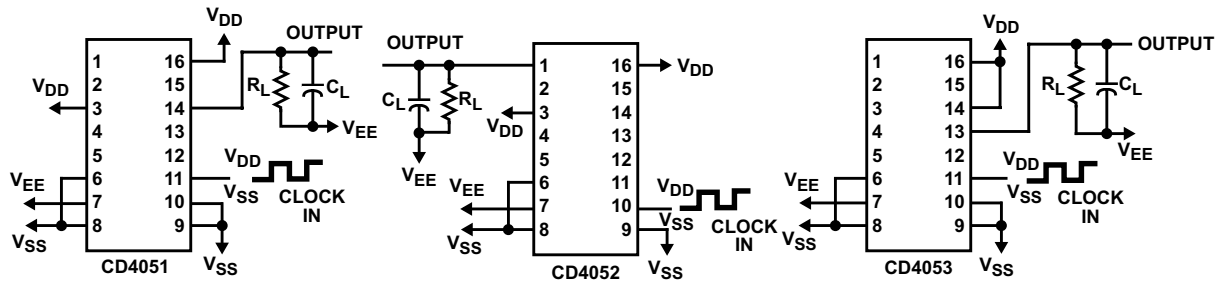 VDD
OUTPUT
1 16
2 15
VDD
3 14
RL CL
4 13
VEE
5 12
VDD
6 11
VSS
CLOCK
IN
VEE
7 10
8 9
VSS
VSS
CD4051
OUTPUT
1 16
VDD
2 15
CL RL
3 14
VDD
4 13
VEE
5 12
6 11
VEE
VDD
7 10
VSS
CLOCK
IN
8 9
VSS
VSS
CD4052
VDD
OUTPUT
1 16
2 15
RL CL
3 14
4 13
VEE
5 12
VDD
6 11
VSS
CLOCK
IN
VEE
7 10
8 9
VSS
VSS
CD4053